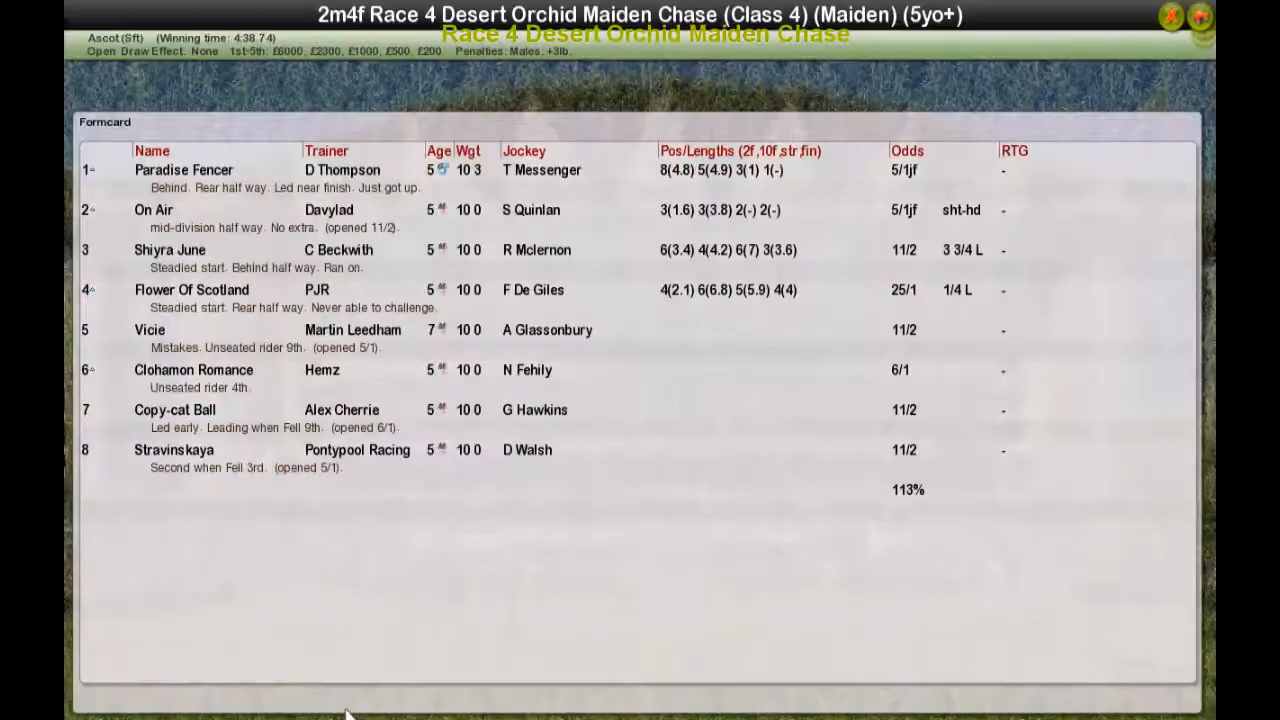 2m4f Race 4 Desert Orchid Maiden Chase (Class 4) (Maiden) (5yo+)
Race 4 Desert Orchid Maiden Chase
Ascot(Sft) (Winning time: 4:38.74)
Open DrawEffect. None 1st-5th: £6000, £2300, £1000, £500, £200. Penalties: Males: +3lb.
Formcard
Name Trainer Age Wgt Jockey Pos/Lengths (2f,10f,str,fin) Odds RTG
1 Paradise Fencer D Thompson 5 10 3 T Messenger 8(4.8) 5(4.9) 3(1) 1(-) 5/1jf -
Behind. Rear half way. Led near finish. Just got up.
2 On Air Davylad 5 10 0 S Quinlan 3(1.6) 3(3.8) 2(-) 2(-) 5/1jf sht-hd -
mid-division half way. No extra. (opened 11/2).
3 Shiyra June C Beckwith 5 10 0 R Mclernon 6(3.4) 4(4.2) 6(7) 3(3.6) 11/2 3 3/4 L -
Steadied start. Behind half way. Ran on.
4 Flower Of Scotland PJR 5 10 0 F De Giles 4(2.1) 6(6.8) 5(5.9) 4(4) 25/1 1/4 L -
Steadied start. Rear half way. Never able to challenge.
5 Vicie Martin Leedham 7 10 0 A Glassonbury 11/2 -
Mistakes. Unseated rider 9th. (opened 5/1).
6 Clohamon Romance Hemz 5 10 0 N Fehily 6/1 -
Unseated rider 4th.
7 Copy-cat Ball Alex Cherrie 5 10 0 G Hawkins 11/2 -
Led early. Leading when Fell 9th. (opened 6/1).
8 Stravinskaya Pontypool Racing 5 10 0 D Walsh 11/2 -
Second when Fell 3rd. (opened 5/1).
113%